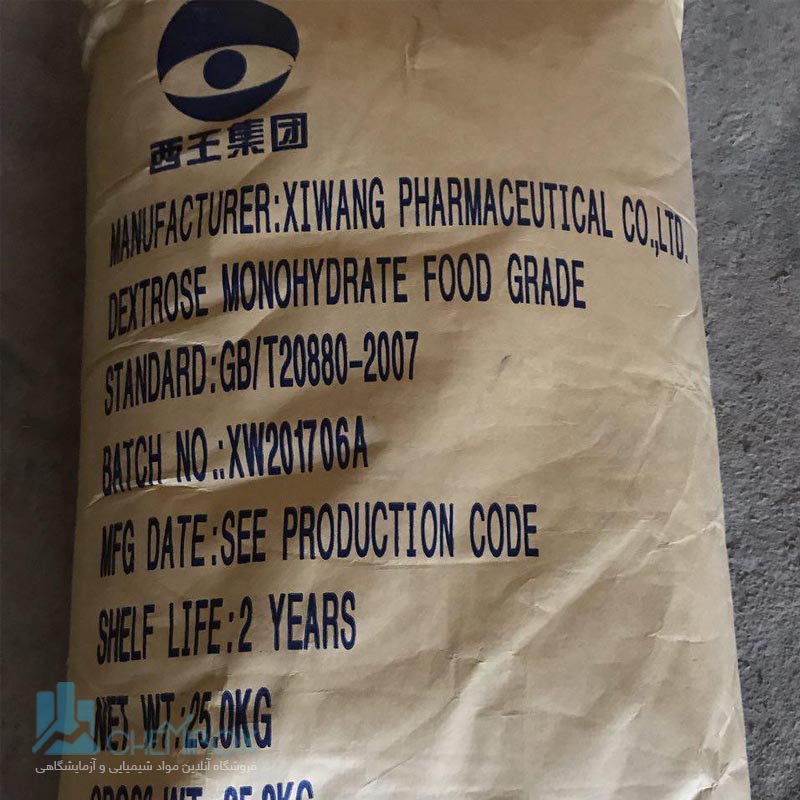 西王集团
MANUFACTURER:XIWANG PHARMACEUTICAL CO.,LTD.
DEXTROSE MONOHYDRATE FOOD GRADE
STANDARD:GB/T20880-2007
BATCH NO.:XW201706A
MFG DATE:SEE PRODUCTION CODE
SHELF LIFE:2 YEARS
NET WT:25.0KG
فروشگاه آنلاین مواد شیمیایی و آزمایشگاهی
WT
KG